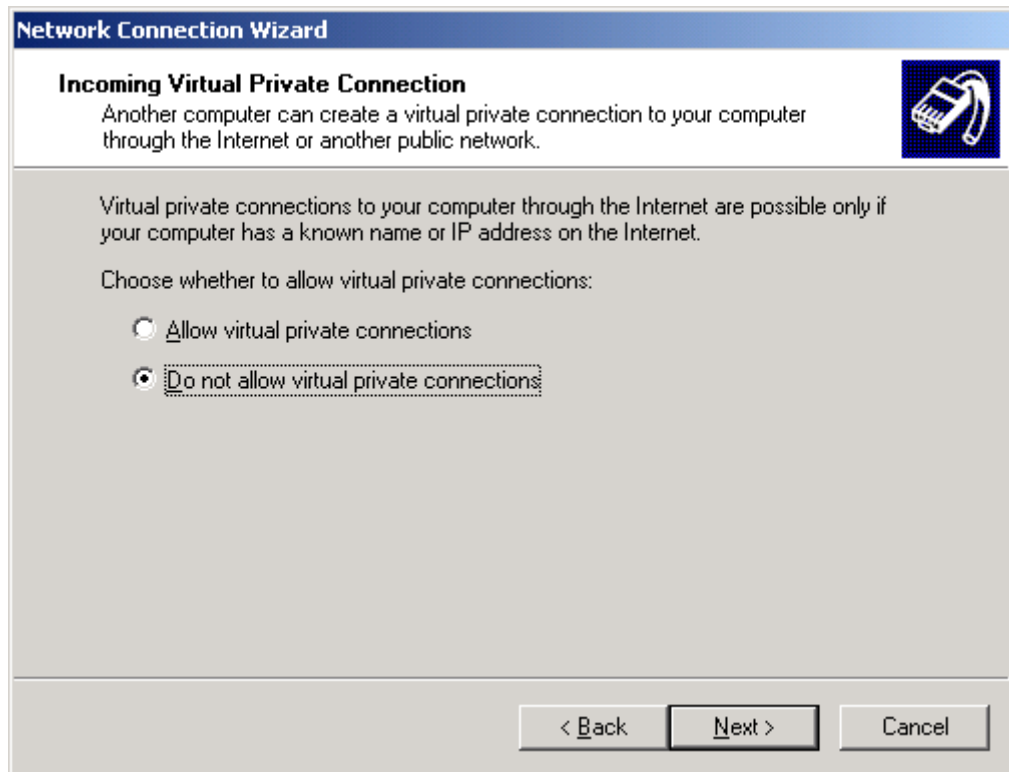 Network Connection Wizard
Incoming Virtual Private Connection
Another computer can create a virtual private connection to your computer
through the Internet or another public network.
Virtual private connections to your computer through the Internet are possible only if
your computer has a known name or IP address on the Internet.
Choose whether to allow virtual private connections:
Allow virtual private connections
Do not allow virtual private connections
< Back Next > Cancel